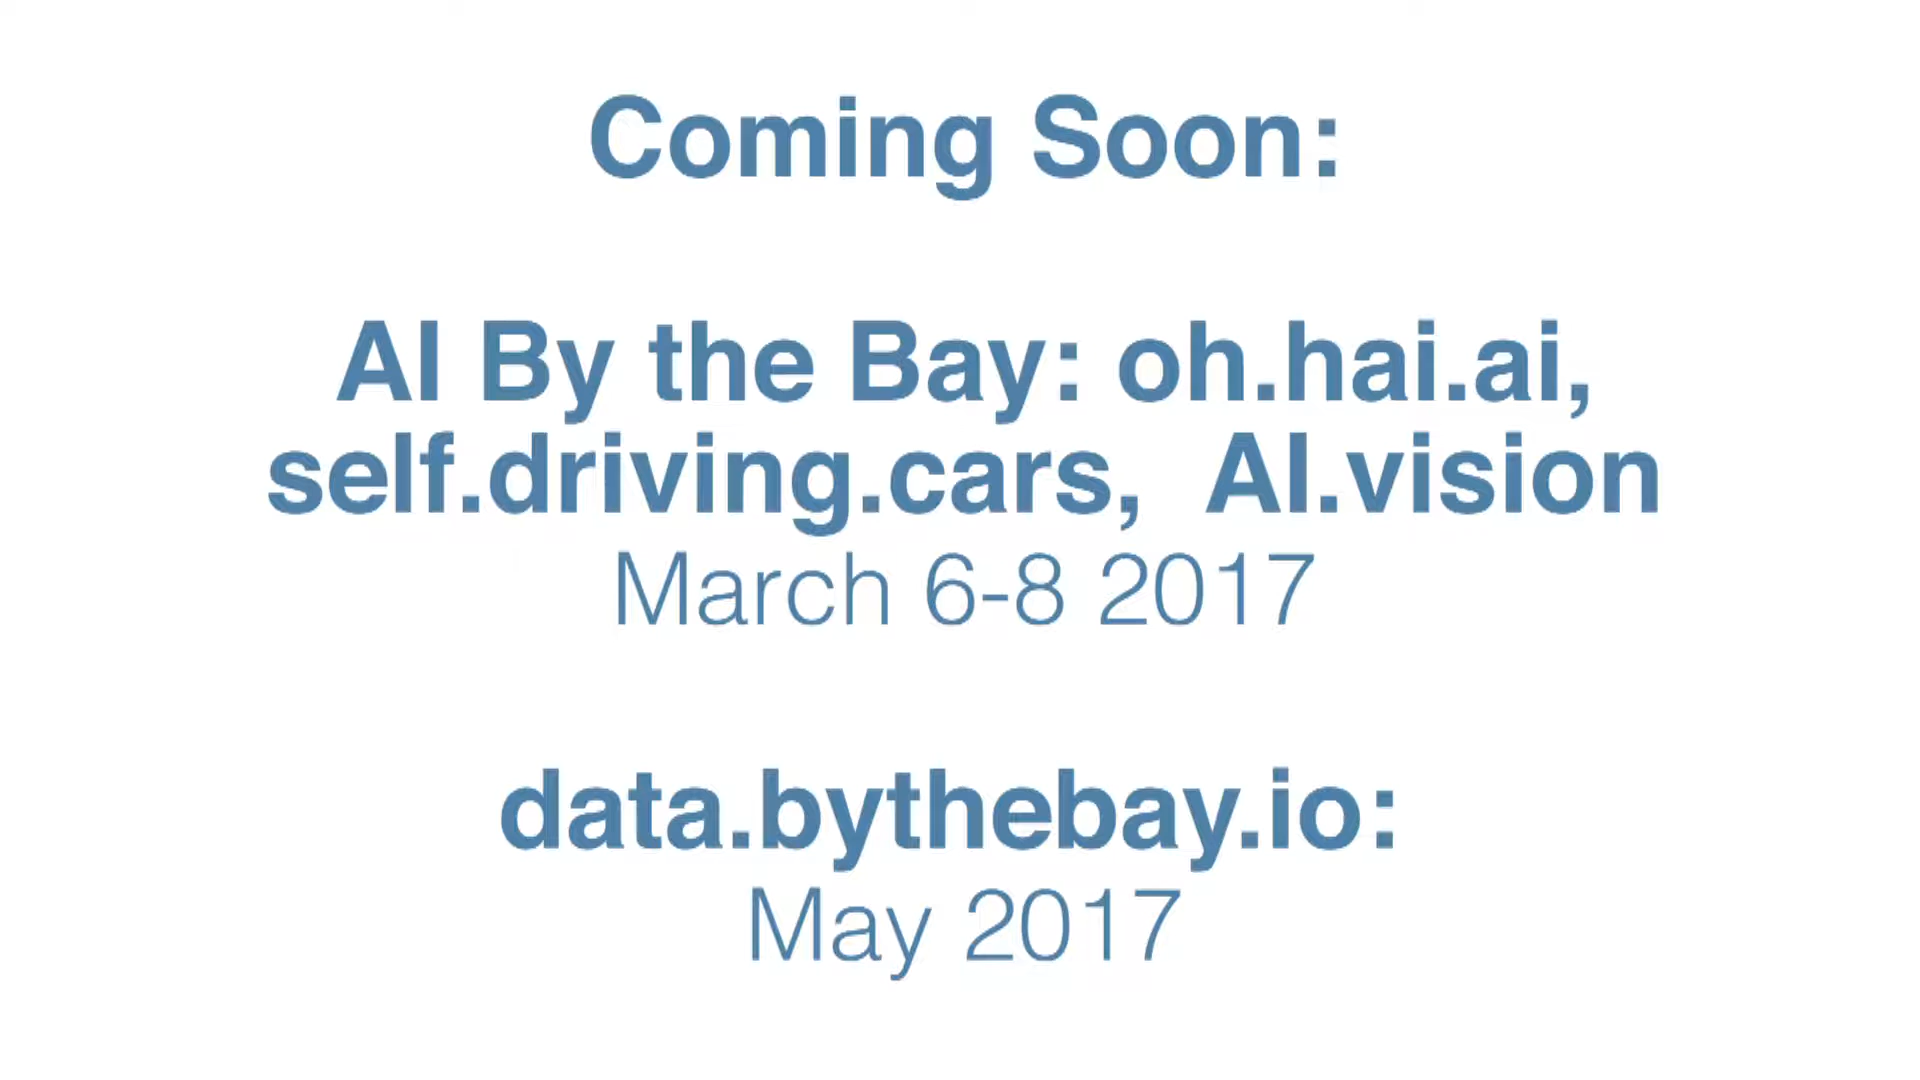 Coming Soon:
AI By the Bay: oh.hai.ai,
self.driving.cars,  AI.vision
March 6-8 2017
data.bythebay.io:
May 2017